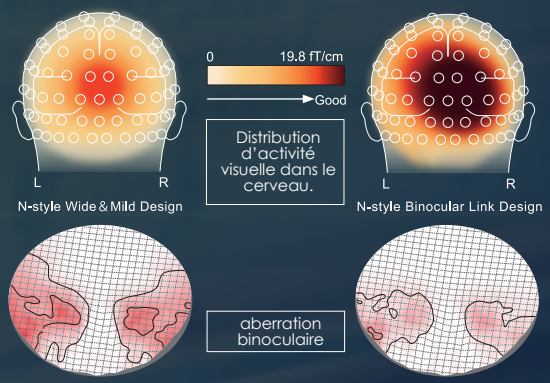 0 19.8 fT/cm
Good
Distribution
d'activité
visuelle dans le
cerveau.
L R
L R
N-style Wide & Mild Design
N-style Binocular Link Design
aberration
binoculaire